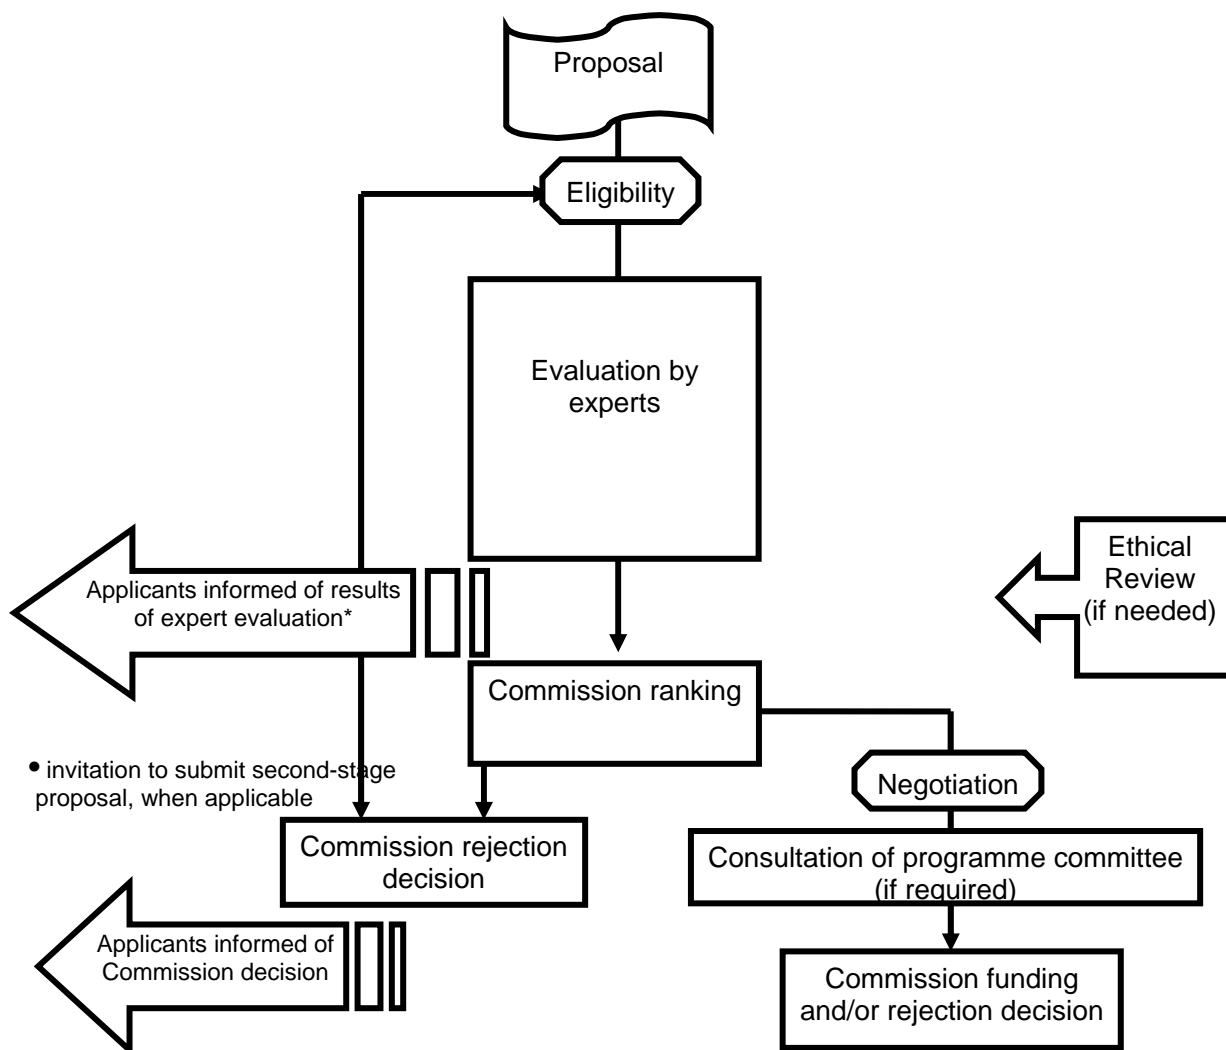 Proposal
Eligibility
Evaluation by
experts
Ethical
Review
(if needed)
Applicants informed of results
of expert evaluation*
Commission ranking
• invitation to submit second-stage
proposal, when applicable
Negotiation
Commission rejection
decision
Consultation of programme committee
(if required)
Applicants informed of
Commission decision
Commission funding
and/or rejection decision